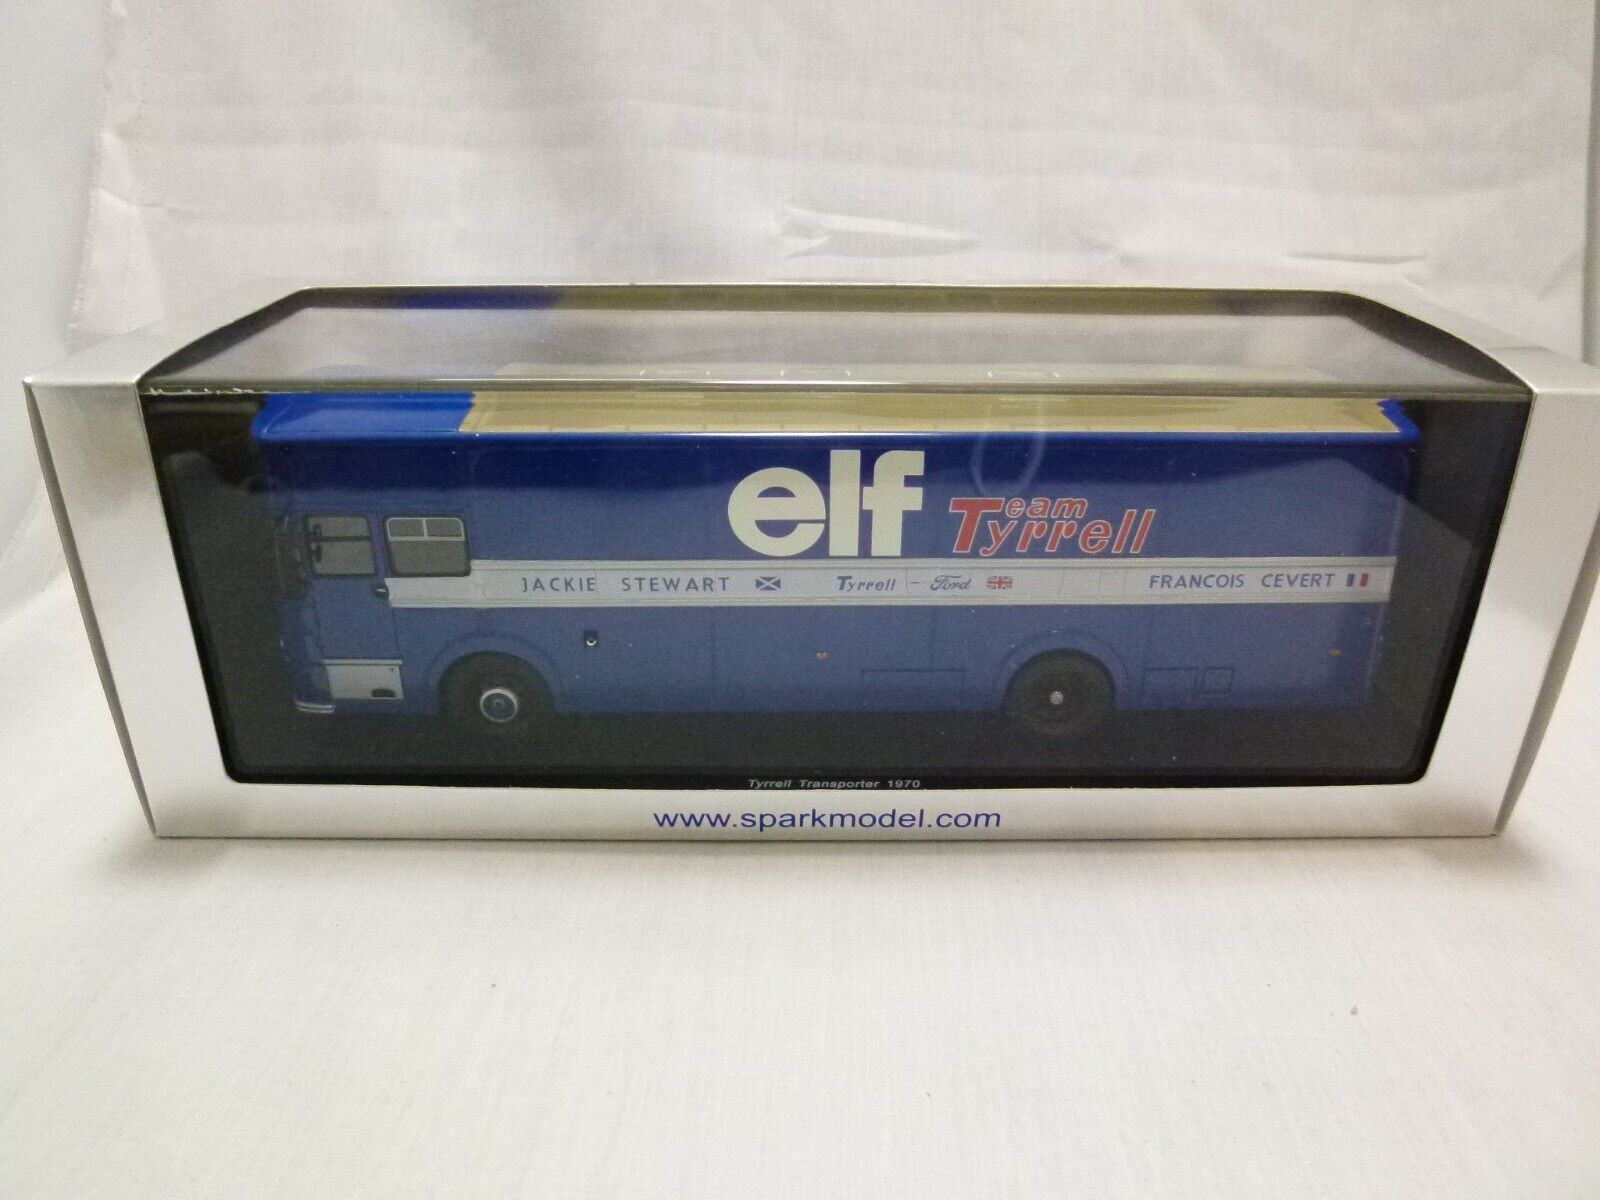 elf
Team
Tyrrell
JACKIE STEWART Tyrrell - Ford FRANCOIS CEVERT
Tyrrell Transporter 1970
www.sparkmodel.com